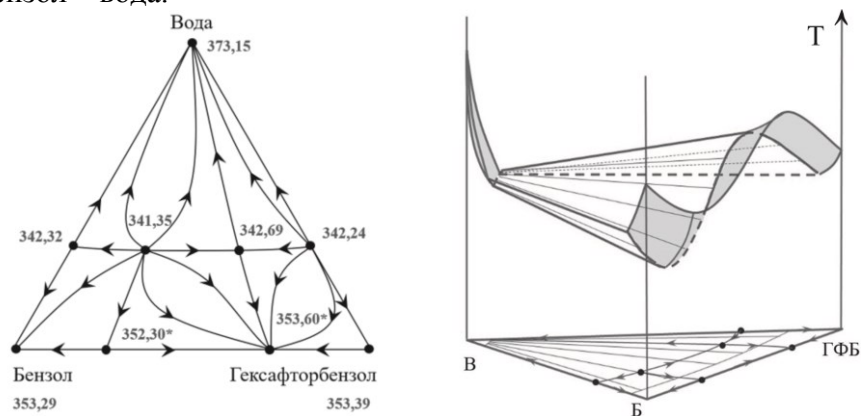 вода.
Вода
373,15
341,35
342,32
342,69
342,24
352,30*
353,60*
Бензол
Гексафторбензол
353,29
353,39
T
В
ГФБ
Б